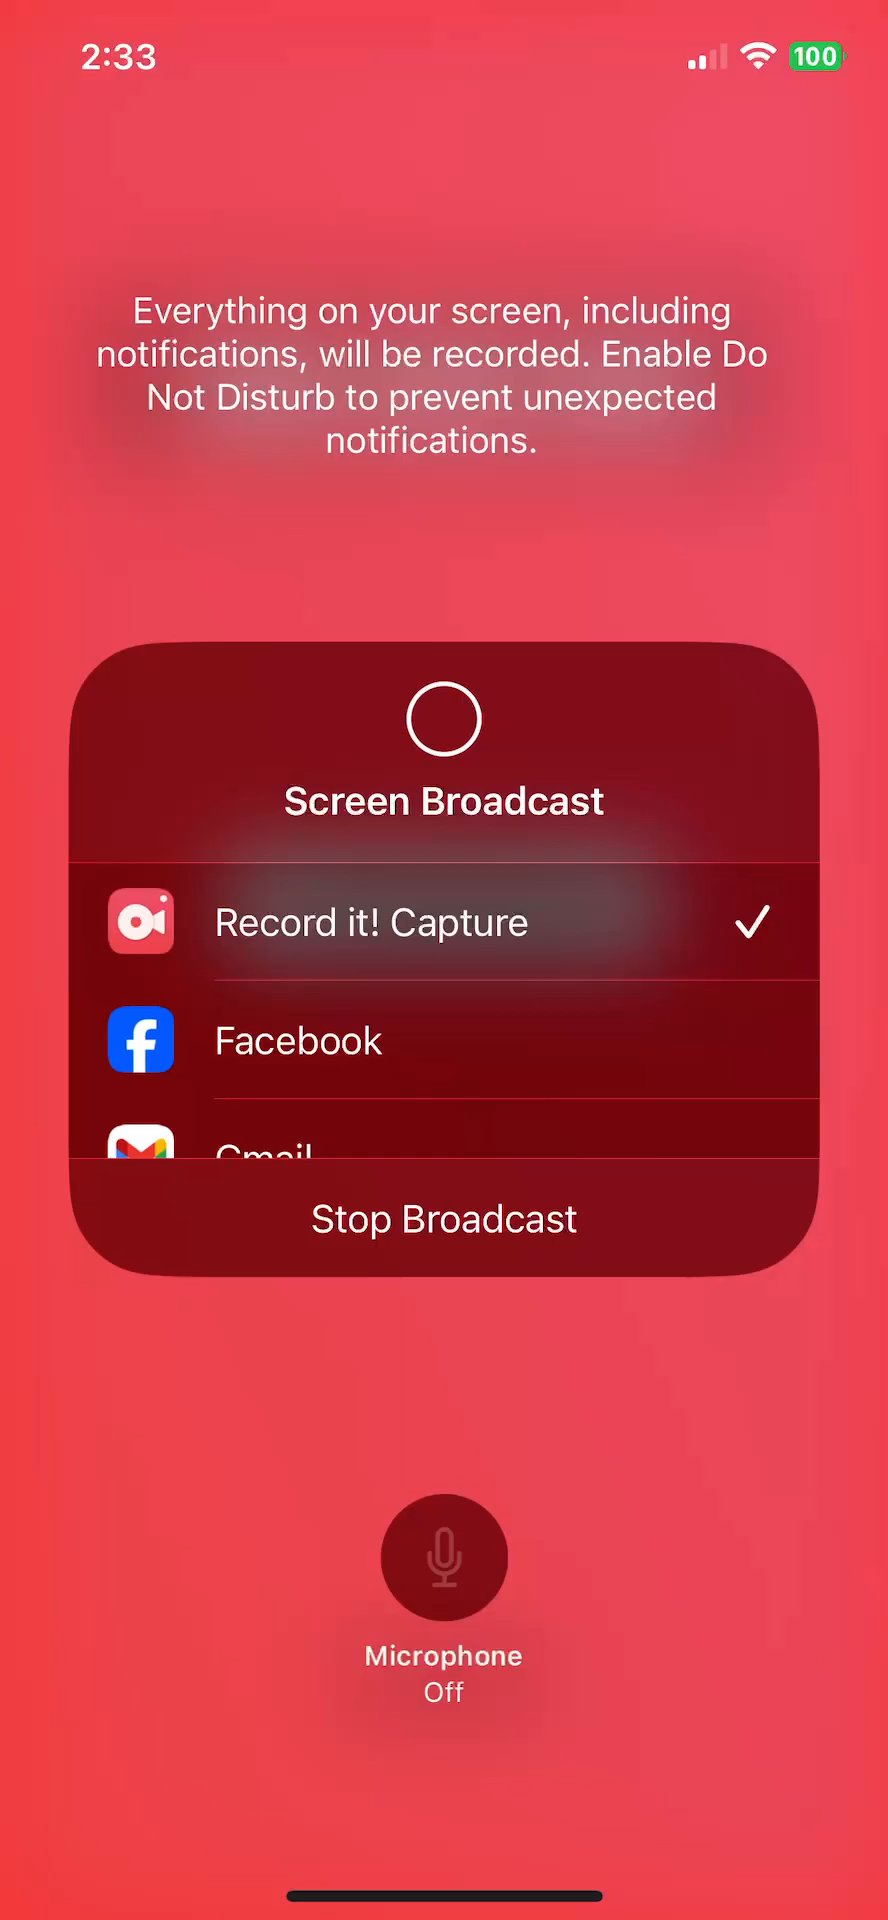 2:33
100
Everything on your screen, including
notifications, will be recorded. Enable Do
Not Disturb to prevent unexpected
notifications.
Screen Broadcast
Record it! Capture
Facebook
Gmail
Stop Broadcast
Microphone
Off